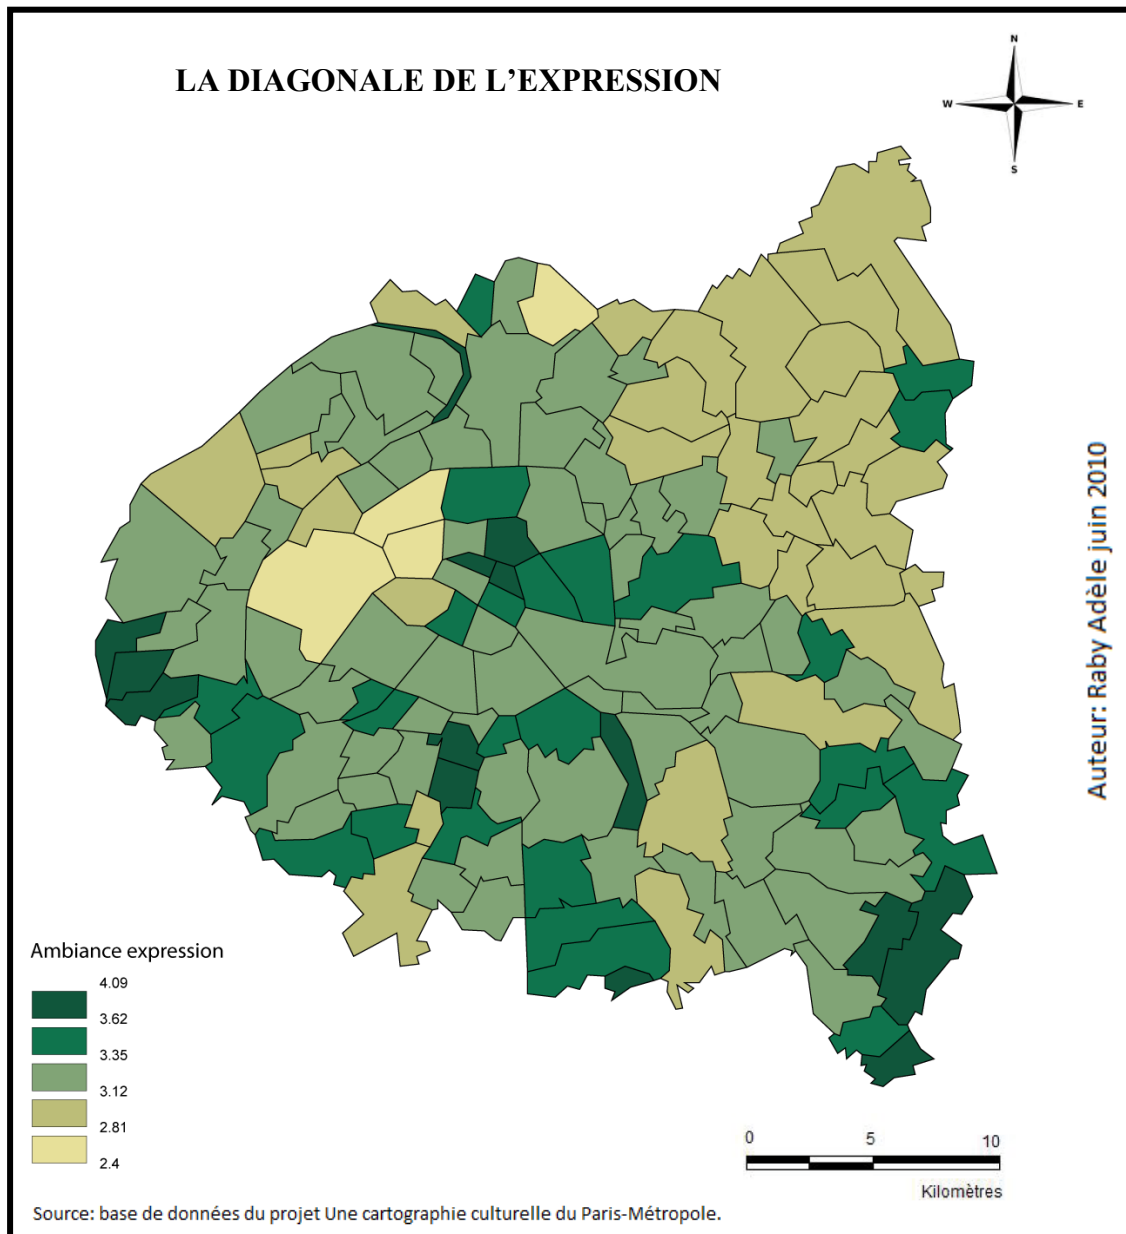 LA DIAGONALE DE L'EXPRESSION
N
W
E
S
Auteur: Raby Adèle juin 2010
Ambiance expression
4.09
3.62
3.35
3.12
2.81
2.4
0 5 10
Kilomètres
Source: base de données du projet Une cartographie culturelle du Paris-Métropole.